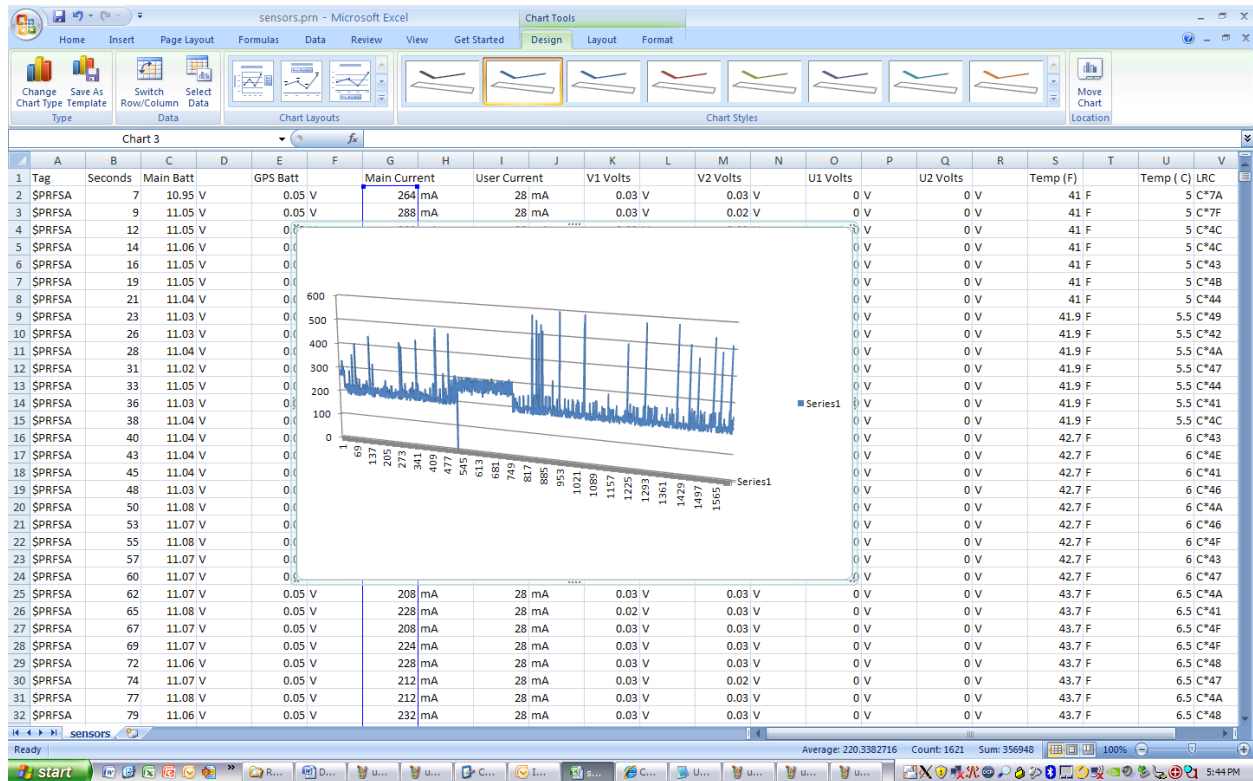 sensors.prn - Microsoft Excel Chart Tools
Home Insert Page Layout Formulas Data Review View Get Started Design Layout Format
Change Chart Type Save As Template Switch Row/Column Select Data Move Chart
Type Data Chart Layouts Chart Styles Location
Chart 3 fx
A B C D E F G H I J K L M N O P Q R S T U V
1 Tag Seconds Main Batt GPS Batt Main Current User Current V1 Volts V2 Volts U1 Volts U2 Volts Temp (F) Temp ( C) LRC
2 $PRFSA 7 10.95 V 0.05 V 264 mA 28 mA 0.03 V 0.03 V 0 V 0 V 41 F 5 C*7A
3 $PRFSA 9 11.05 V 0.05 V 288 mA 28 mA 0.03 V 0.02 V 0 V 0 V 41 F 5 C*7F
4 $PRFSA 12 11.05 V 0 V 0 V 41 F 5 C*4C
5 $PRFSA 14 11.06 V 0 V 0 V 41 F 5 C*4C
6 $PRFSA 16 11.05 V 0 V 0 V 41 F 5 C*43
7 $PRFSA 19 11.05 V 0 V 0 V 41 F 5 C*4B
8 $PRFSA 21 11.04 V 0 V 0 V 41 F 5 C*44
9 $PRFSA 23 11.03 V 0 V 0 V 41.9 F 5.5 C*49
10 $PRFSA 26 11.03 V 0 V 0 V 41.9 F 5.5 C*42
11 $PRFSA 28 11.04 V 0 V 0 V 41.9 F 5.5 C*4A
12 $PRFSA 31 11.02 V 0 V 0 V 41.9 F 5.5 C*47
13 $PRFSA 33 11.05 V 0 V 0 V 41.9 F 5.5 C*44
14 $PRFSA 36 11.03 V 0 V 0 V 41.9 F 5.5 C*41
15 $PRFSA 38 11.04 V 0 V 0 V 41.9 F 5.5 C*4C
16 $PRFSA 40 11.04 V 0 V 0 V 42.7 F 6 C*43
17 $PRFSA 43 11.04 V 0 V 0 V 42.7 F 6 C*4E
18 $PRFSA 45 11.04 V 0 V 0 V 42.7 F 6 C*41
19 $PRFSA 48 11.03 V 0 V 0 V 42.7 F 6 C*46
20 $PRFSA 50 11.08 V 0 V 0 V 42.7 F 6 C*4A
21 $PRFSA 53 11.07 V 0 V 0 V 42.7 F 6 C*46
22 $PRFSA 55 11.08 V 0 V 0 V 42.7 F 6 C*4F
23 $PRFSA 57 11.07 V 0 V 0 V 42.7 F 6 C*43
24 $PRFSA 60 11.07 V 0 V 0 V 42.7 F 6 C*47
25 $PRFSA 62 11.07 V 0.05 V 208 mA 28 mA 0.03 V 0.03 V 0 V 0 V 43.7 F 6.5 C*4A
26 $PRFSA 65 11.08 V 0.05 V 228 mA 28 mA 0.02 V 0.03 V 0 V 0 V 43.7 F 6.5 C*41
27 $PRFSA 67 11.07 V 0.05 V 208 mA 28 mA 0.03 V 0.03 V 0 V 0 V 43.7 F 6.5 C*4F
28 $PRFSA 69 11.07 V 0.05 V 224 mA 28 mA 0.03 V 0.03 V 0 V 0 V 43.7 F 6.5 C*4F
29 $PRFSA 72 11.06 V 0.05 V 228 mA 28 mA 0.03 V 0.03 V 0 V 0 V 43.7 F 6.5 C*48
30 $PRFSA 74 11.07 V 0.05 V 212 mA 28 mA 0.03 V 0.02 V 0 V 0 V 43.7 F 6.5 C*47
31 $PRFSA 77 11.08 V 0.05 V 212 mA 28 mA 0.03 V 0.03 V 0 V 0 V 43.7 F 6.5 C*4A
32 $PRFSA 79 11.06 V 0.05 V 232 mA 28 mA 0.03 V 0.03 V 0 V 0 V 43.7 F 6.5 C*48
600
500
400
300
200
100
0
1 69 137 205 273 341 409 477 545 613 681 749 817 885 953 1021 1089 1157 1225 1293 1361 1429 1497 1565
Series1
Series1
sensors
Ready Average: 220.3382716 Count: 1621 Sum: 356948 100%
start R... D... u... u... C... I... s... C... U... u... u... u... 5:44 PM